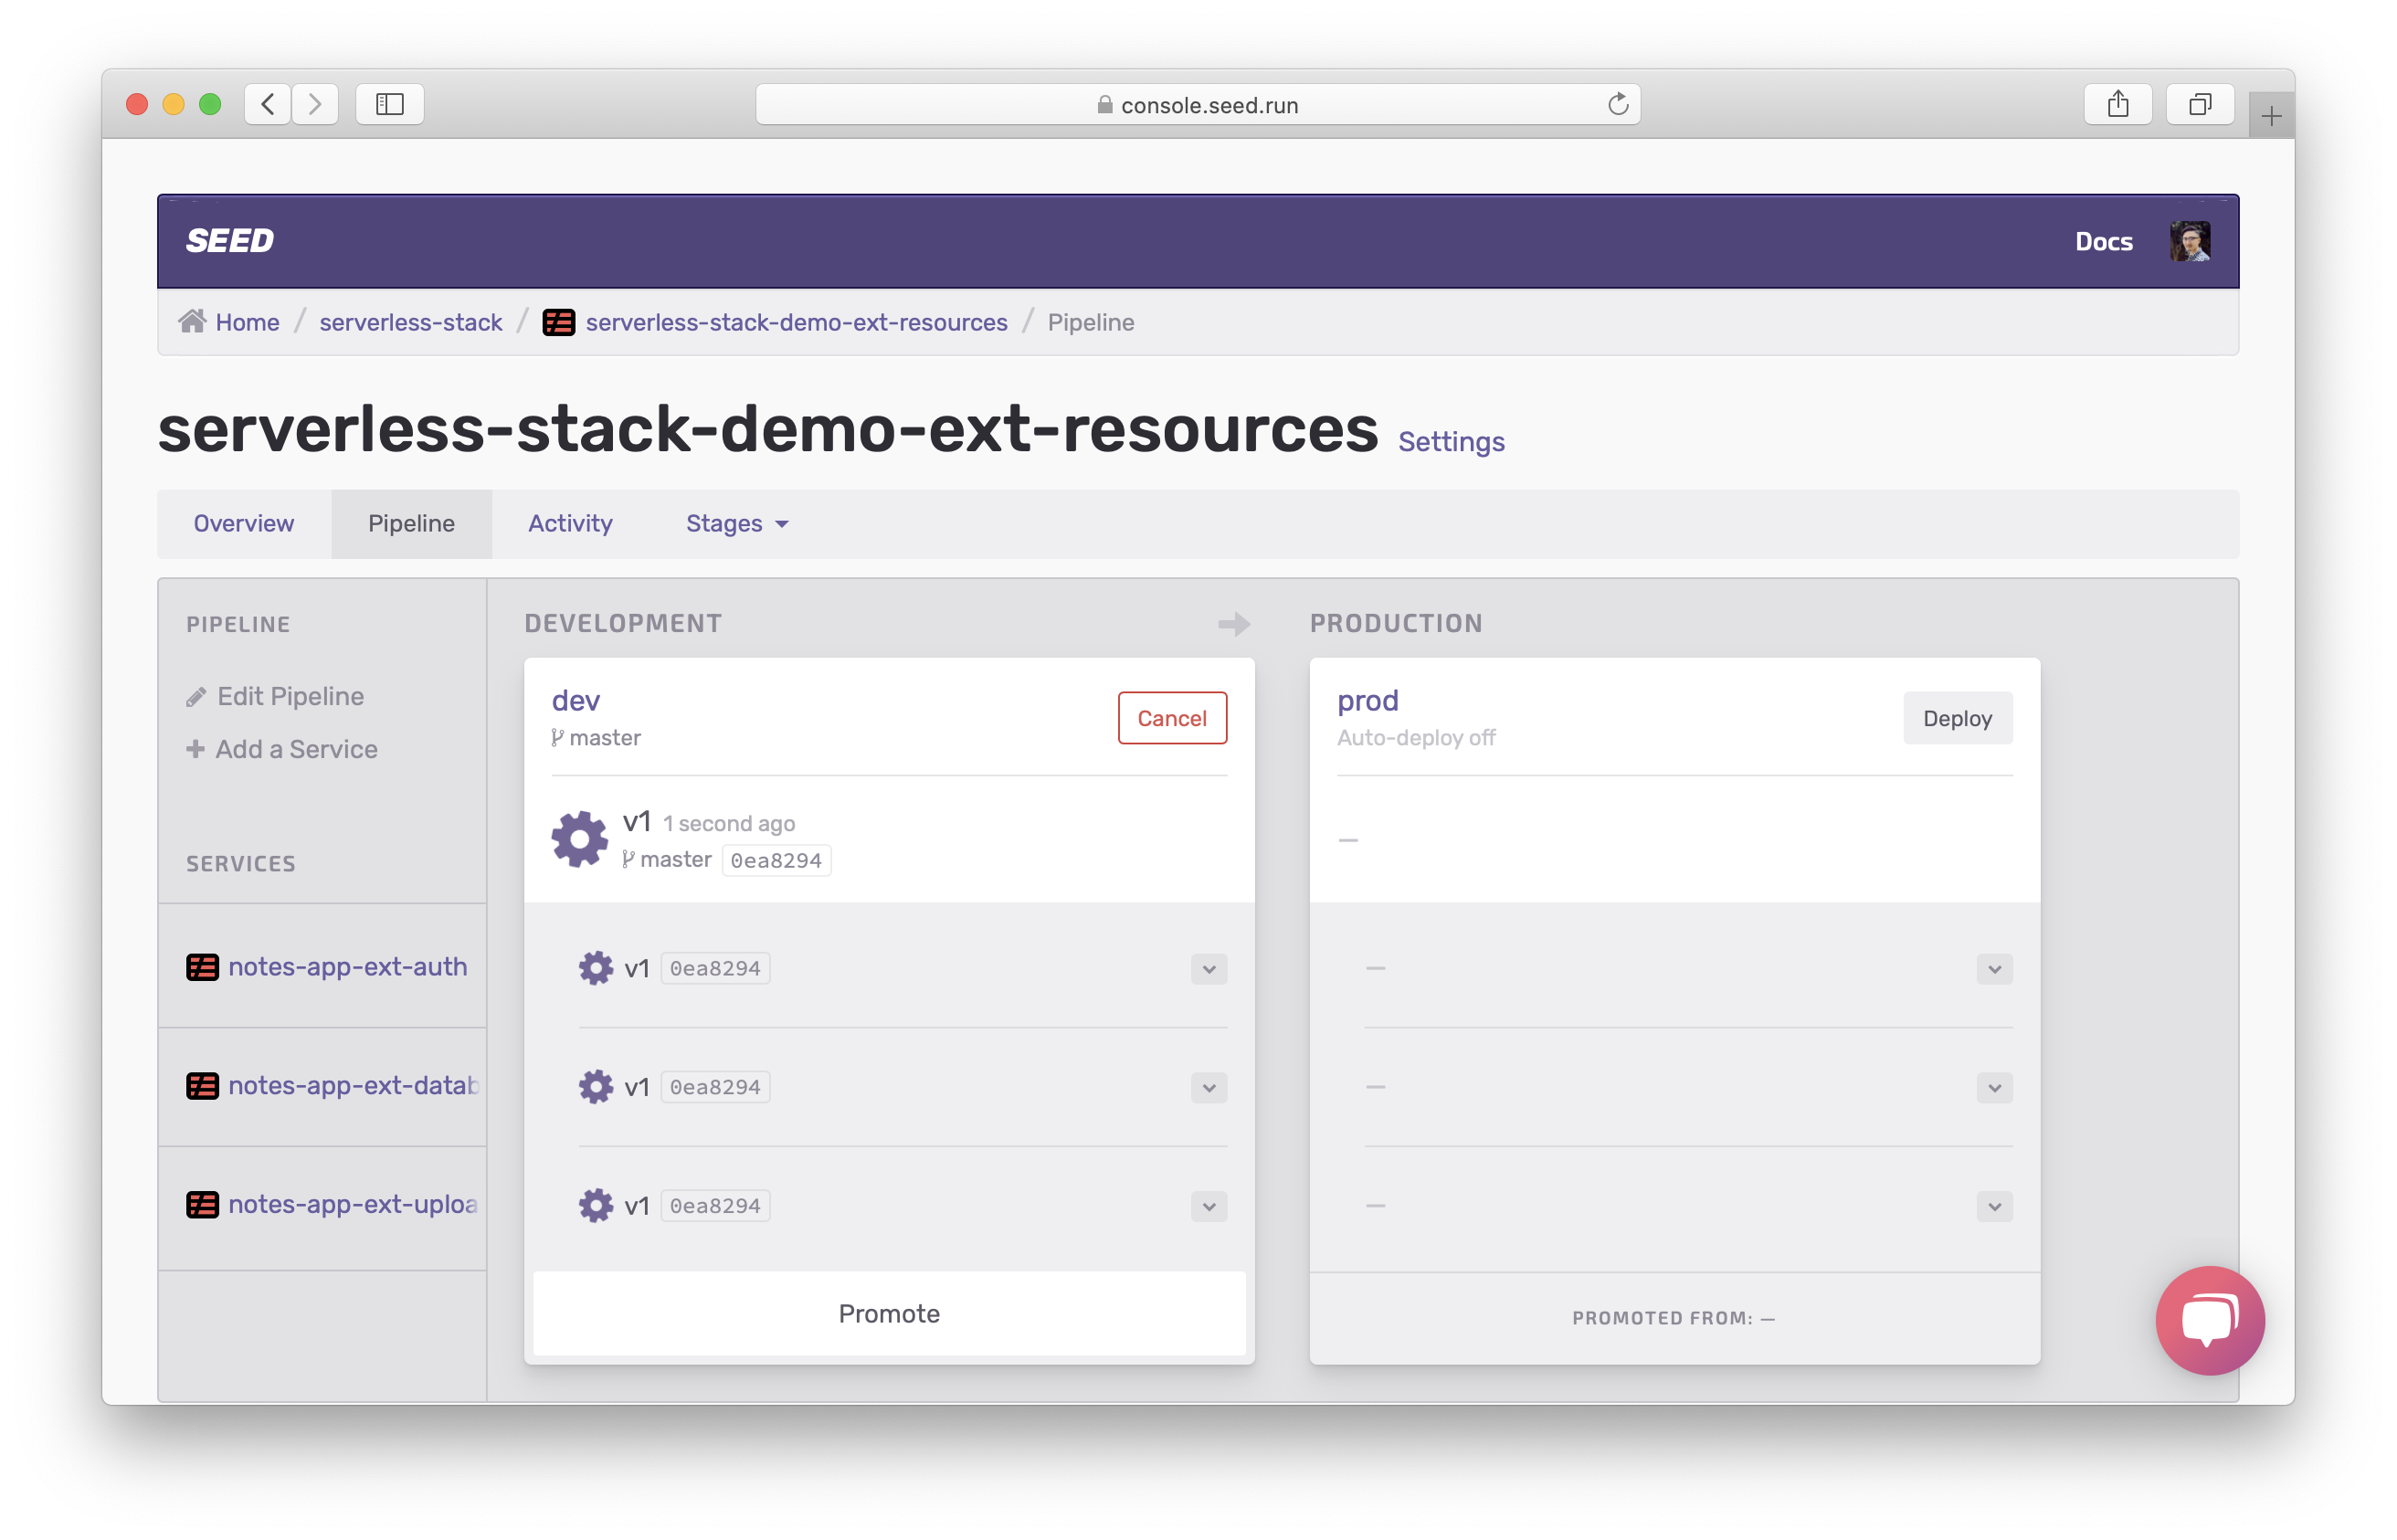 console.seed.run
SEED
Docs
Home / serverless-stack / serverless-stack-demo-ext-resources / Pipeline
serverless-stack-demo-ext-resources Settings
Overview Pipeline Activity Stages
PIPELINE
Edit Pipeline
Add a Service
SERVICES
notes-app-ext-auth
notes-app-ext-datab
notes-app-ext-uploa
DEVELOPMENT
dev
master
Cancel
v1 1 second ago
master 0ea8294
v1 0ea8294
v1 0ea8294
v1 0ea8294
Promote
PRODUCTION
prod
Auto-deploy off
Deploy
—
—
—
—
PROMOTED FROM: —